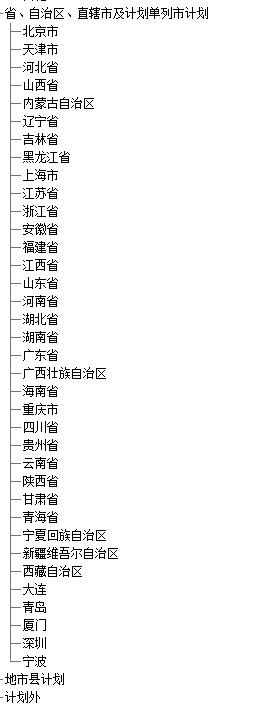 省、自治区、直辖市及计划单列市计划
北京市
天津市
河北省
山西省
内蒙古自治区
辽宁省
吉林省
黑龙江省
上海市
江苏省
浙江省
安徽省
福建省
江西省
山东省
河南省
湖北省
湖南省
广东省
广西壮族自治区
海南省
重庆市
四川省
贵州省
云南省
陕西省
甘肃省
青海省
宁夏回族自治区
新疆维吾尔自治区
西藏自治区
大连
青岛
厦门
深圳
宁波
地市县计划
计划外